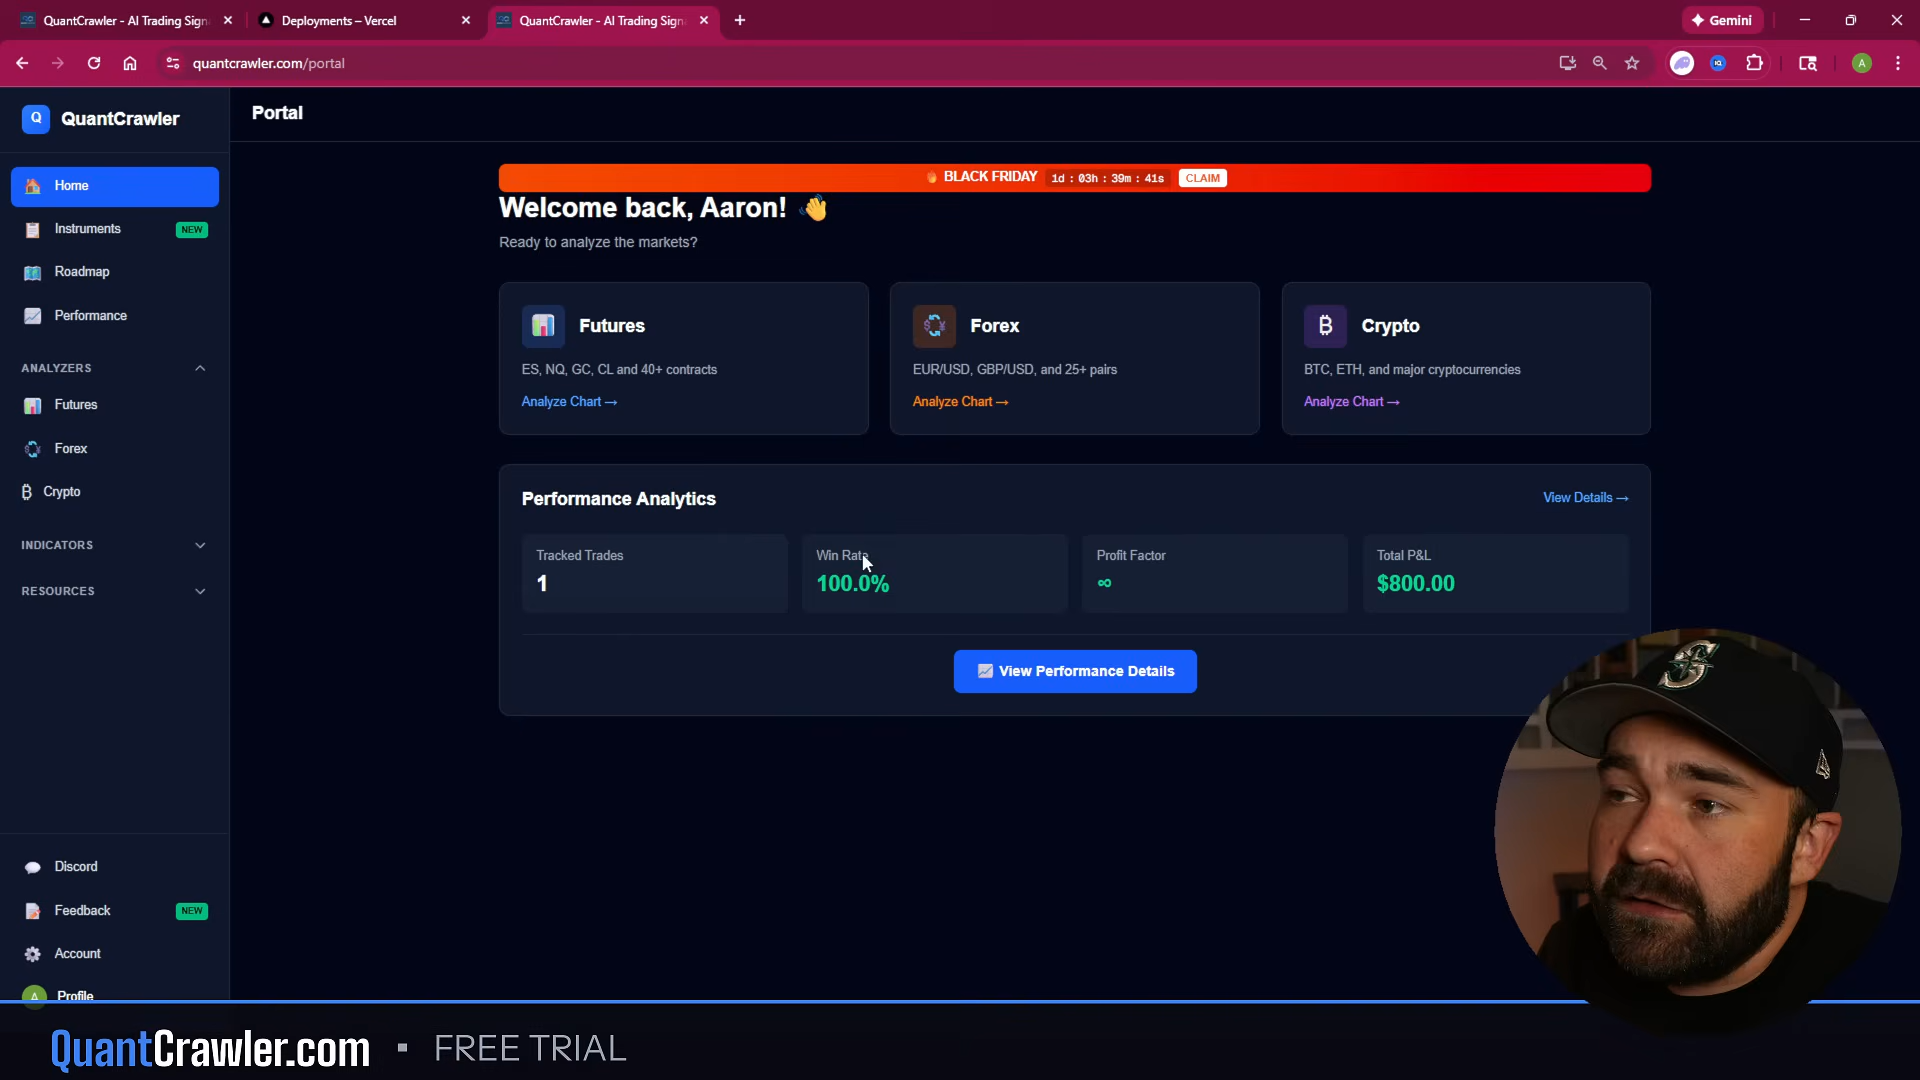 QuantCrawler - AI Trading Sign
Deployments – Vercel
QuantCrawler - AI Trading Sign
Gemini
quantcrawler.com/portal
A
Q
QuantCrawler
Portal
Home
Instruments
NEW
Roadmap
Performance
ANALYZERS
Futures
Forex
Crypto
INDICATORS
RESOURCES
Discord
Feedback
NEW
Account
A
Profile
BLACK FRIDAY
1d : 03h : 39m : 41s
CLAIM
Welcome back, Aaron!
Ready to analyze the markets?
Futures
ES, NQ, GC, CL and 40+ contracts
Analyze Chart →
Forex
EUR/USD, GBP/USD, and 25+ pairs
Analyze Chart →
Crypto
BTC, ETH, and major cryptocurrencies
Analyze Chart →
Performance Analytics
View Details →
Tracked Trades
1
Win Rate
100.0%
Profit Factor
∞
Total P&L
$800.00
View Performance Details
QuantCrawler.com ▪ FREE TRIAL